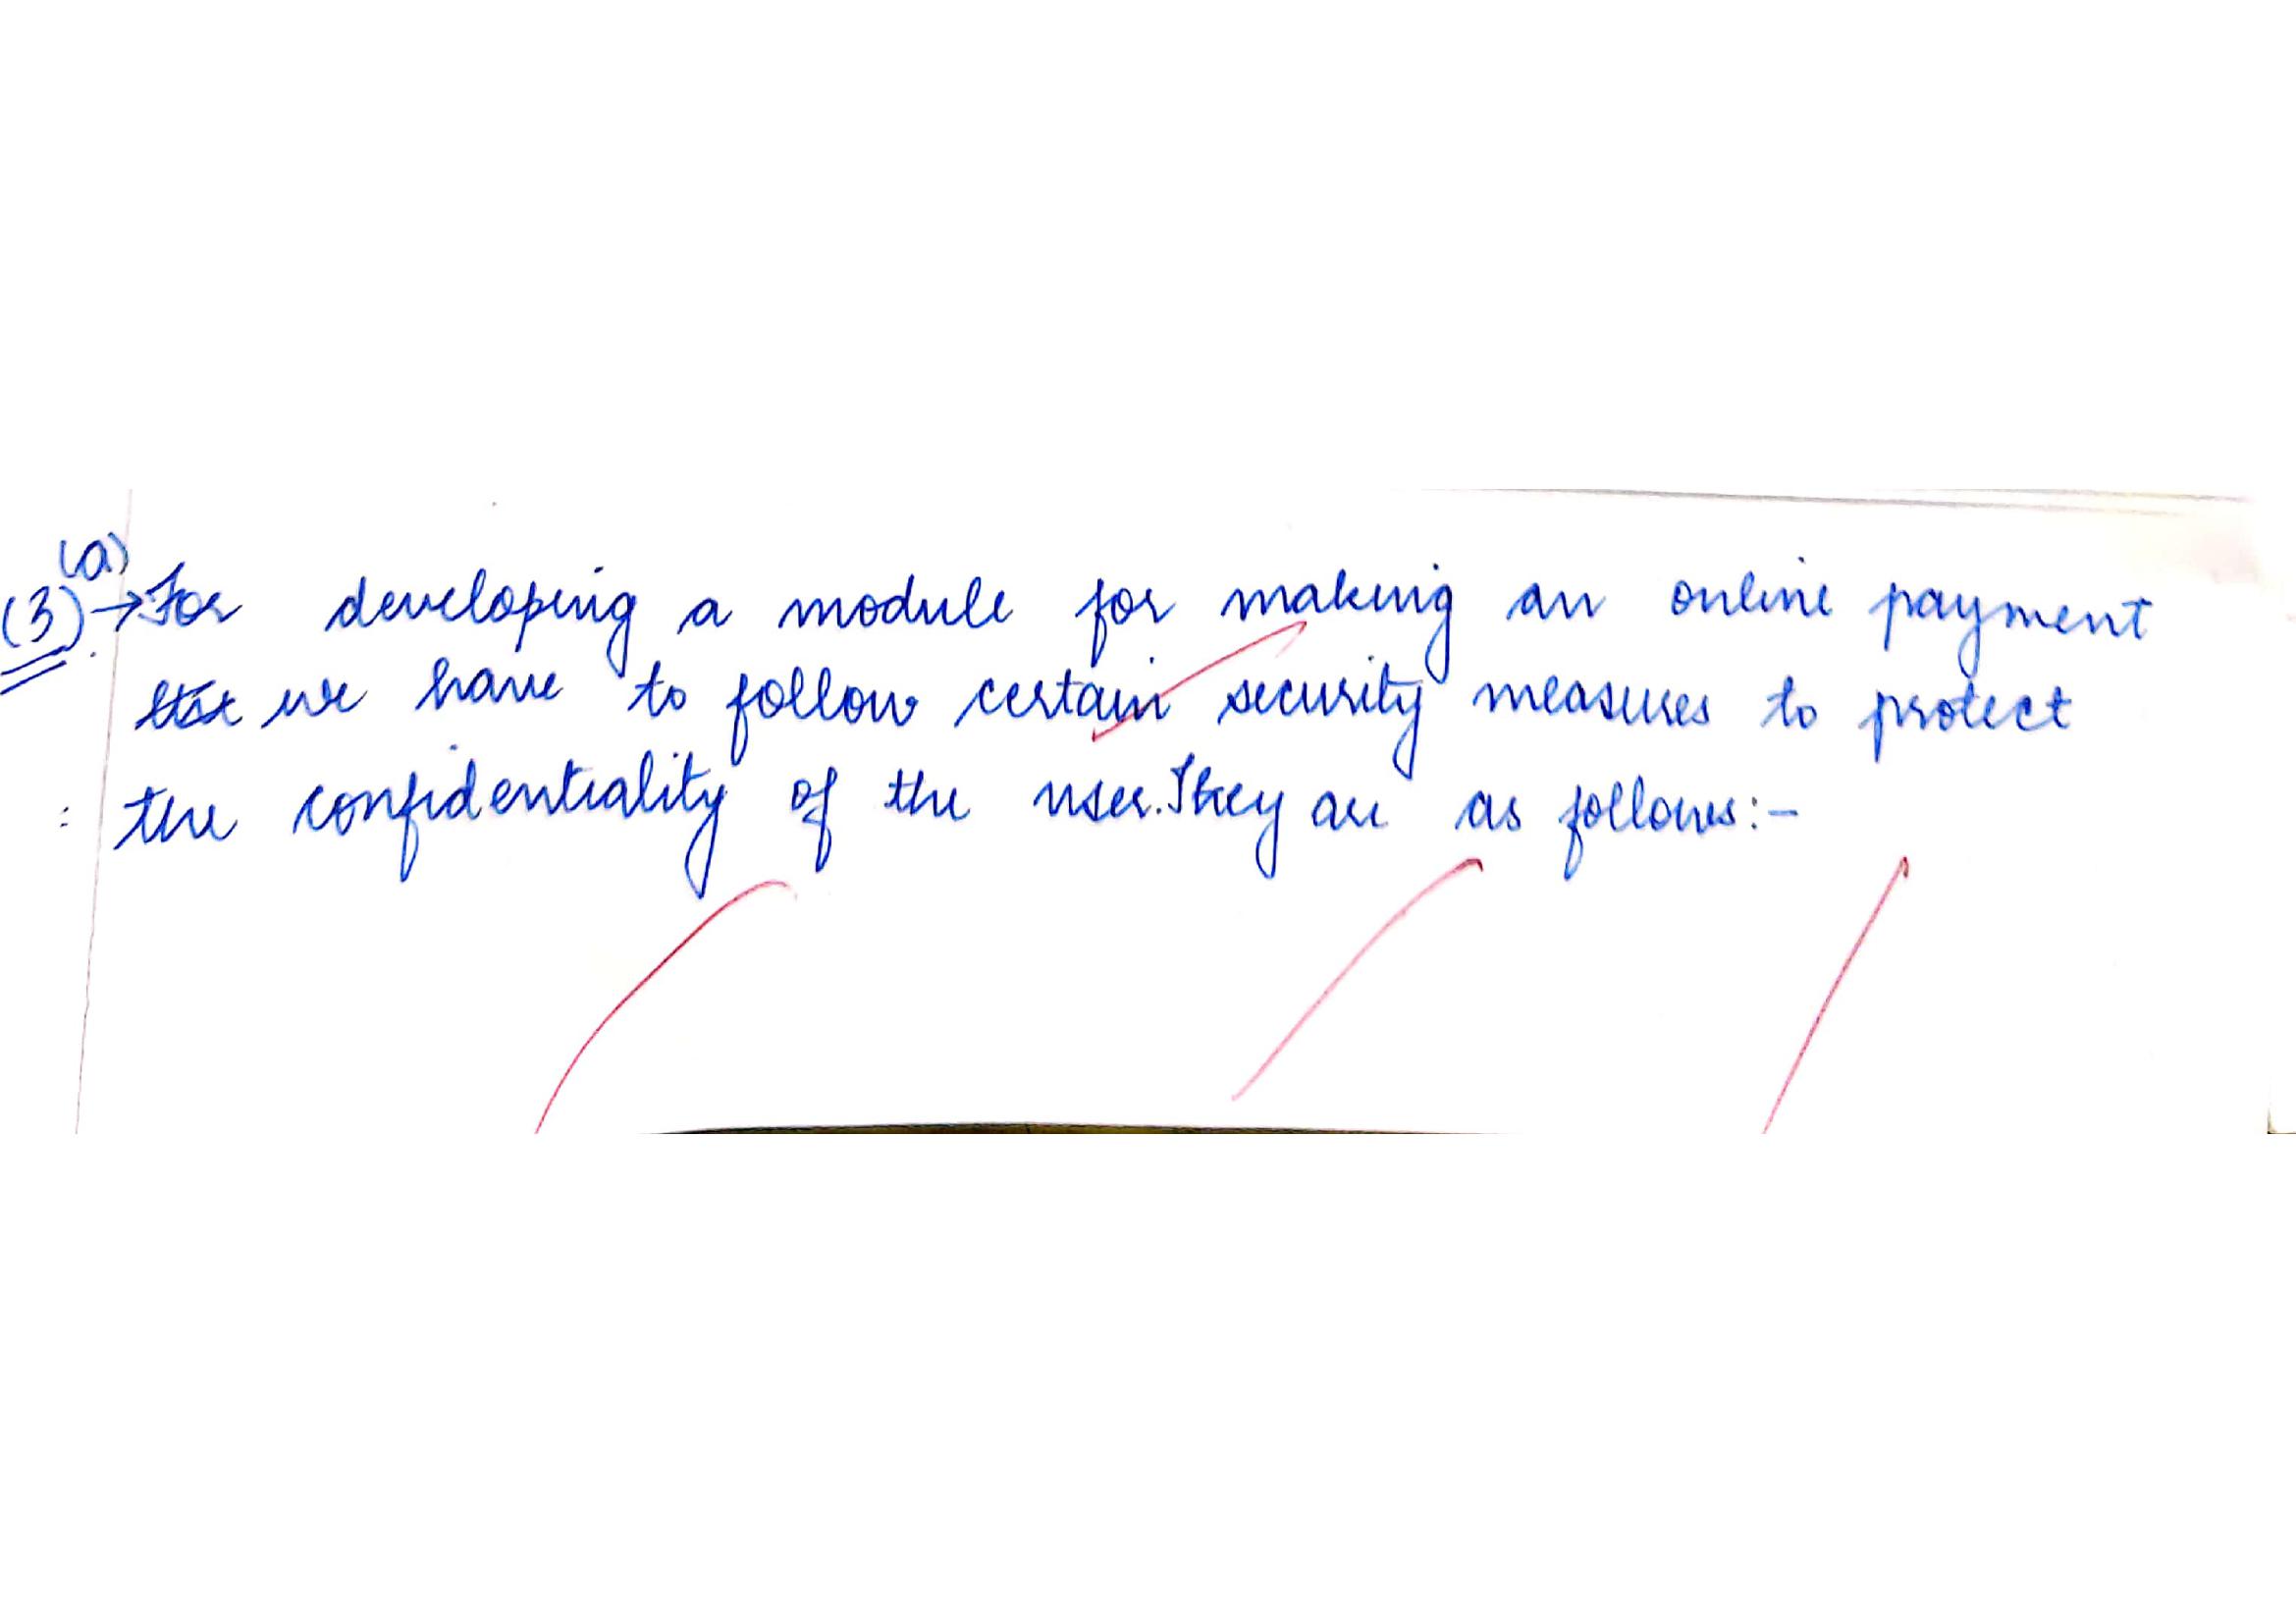 (3)(a) → For developing a module for making an online payment
we have to follow certain security measures to protect
the confidentiality of the user. They are as follows:-